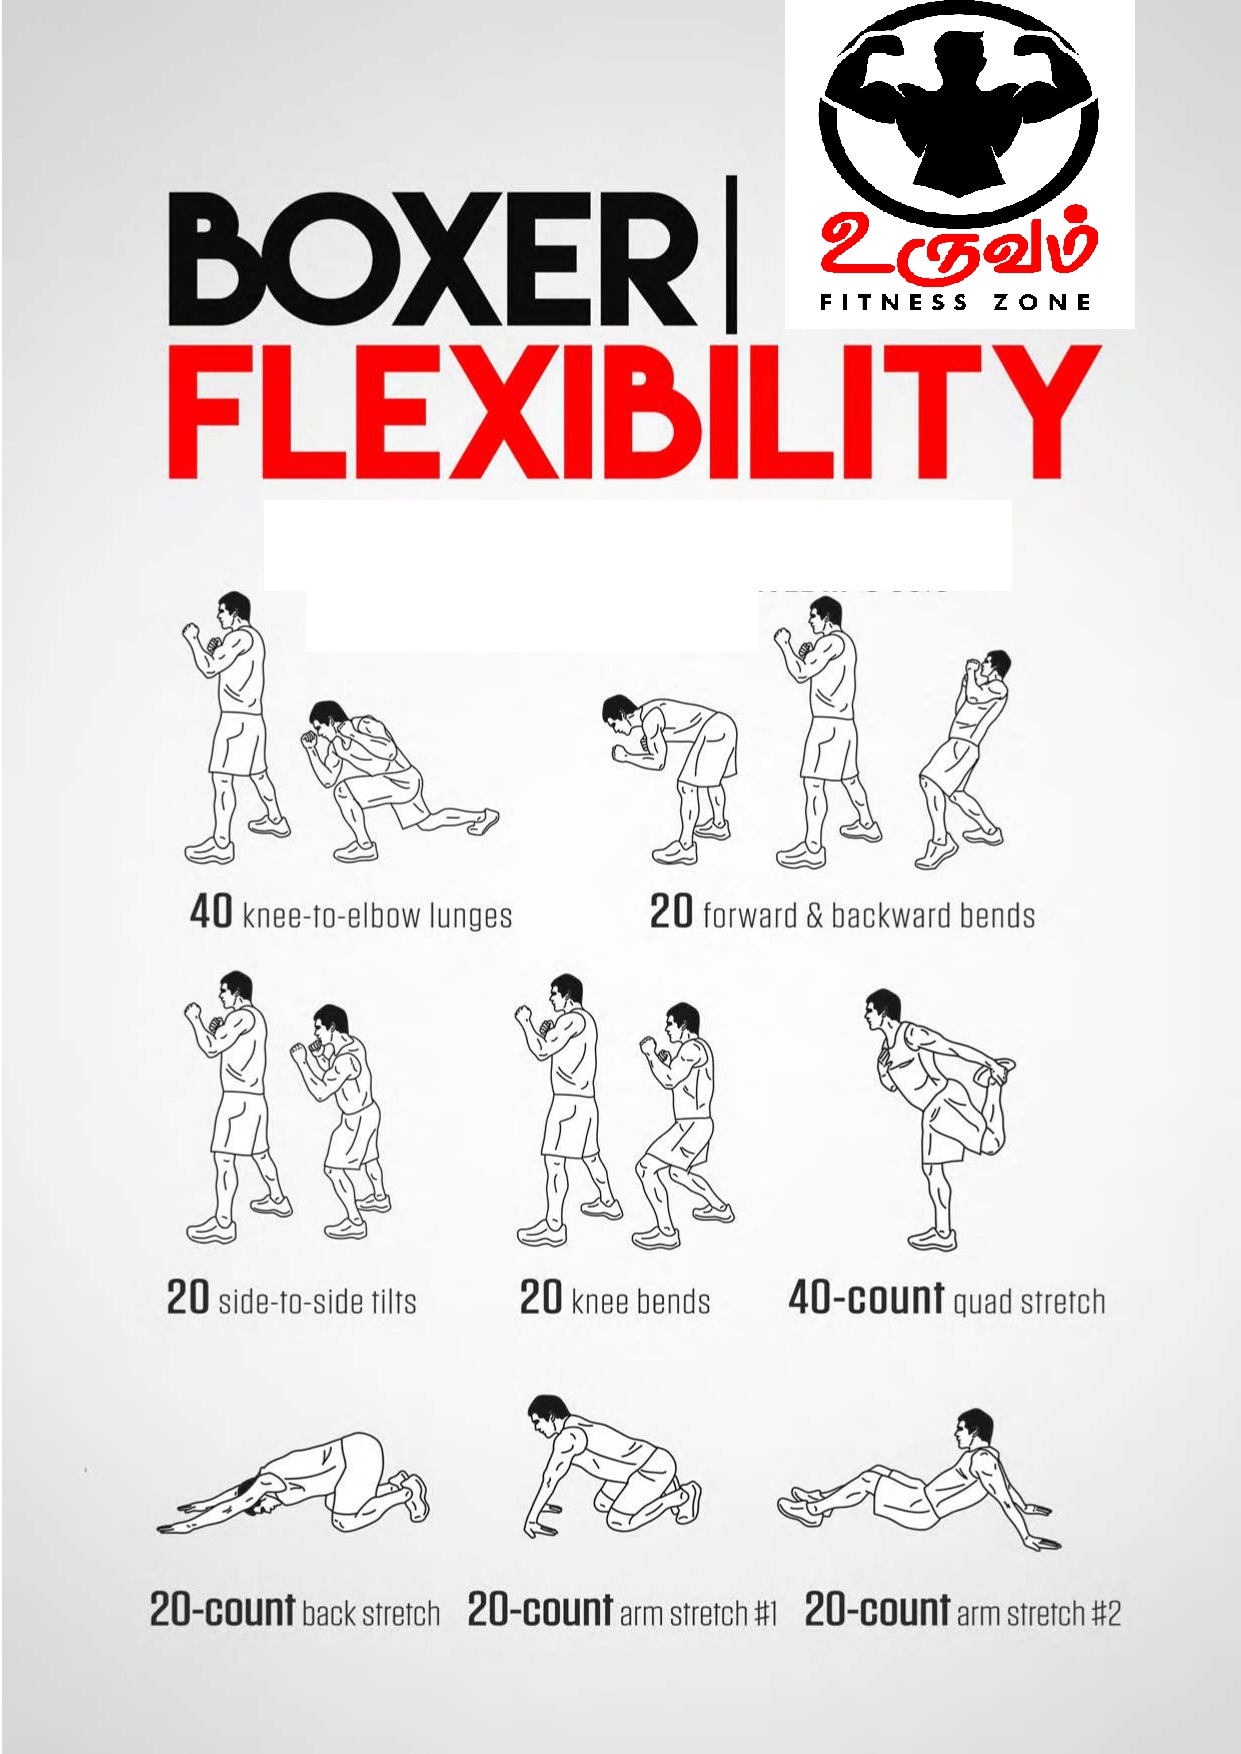 உருவம்
FITNESS ZONE
BOXER|
FLEXIBILITY
40 knee-to-elbow lunges
20 forward & backward bends
20 side-to-side tilts
20 knee bends
40-count quad stretch
20-count back stretch
20-count arm stretch #1
20-count arm stretch #2